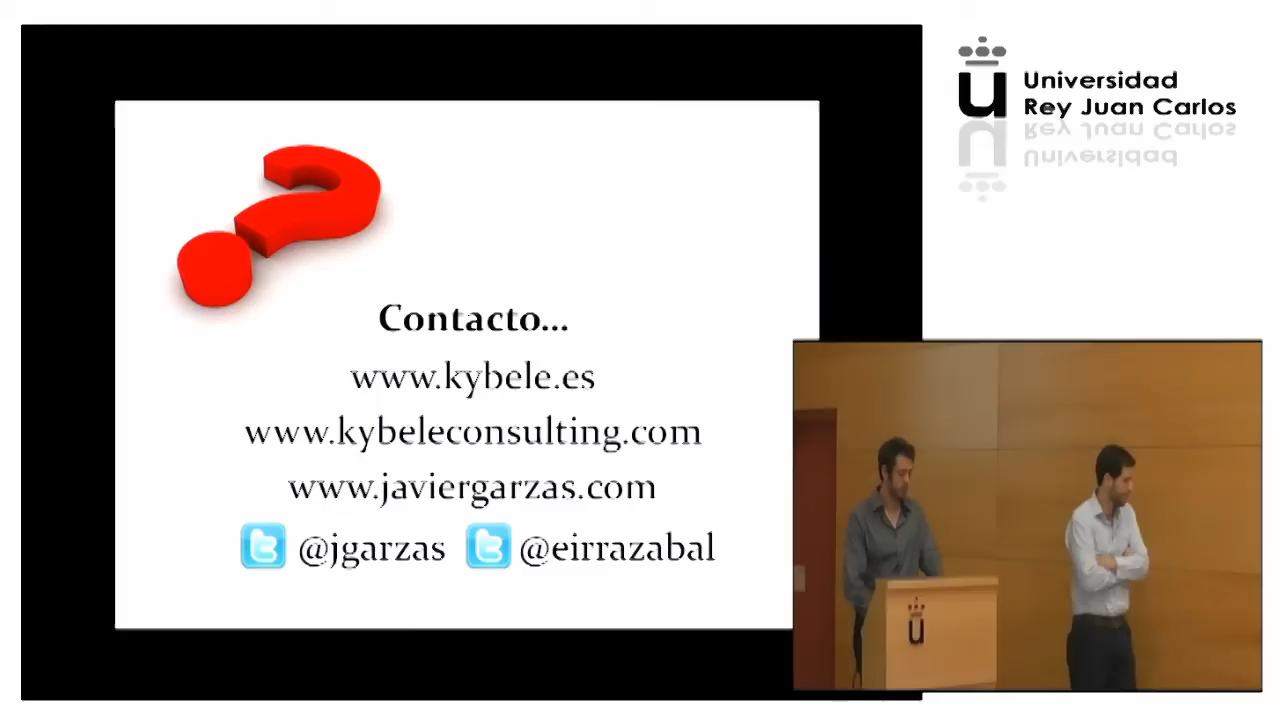 Universidad
Rey Juan Carlos
?
Contacto...
www.kybele.es
www.kybeleconsulting.com
www.javiergarzas.com
@jgarzas @eirrazabal